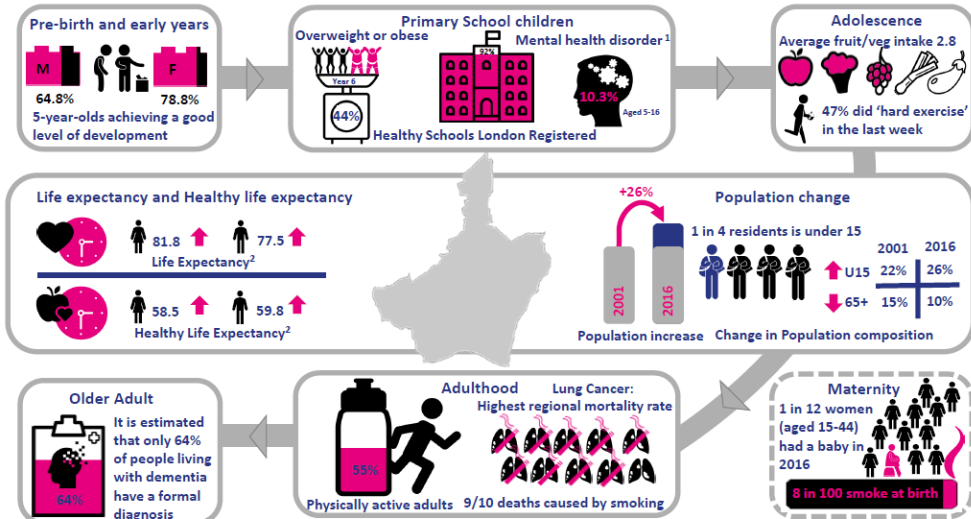 Pre-birth and early years
M
F
64.8%
78.8%
5-year-olds achieving a good
level of development
Primary School children
Overweight or obese
Year 6
44%
92%
Mental health disorder 1
10.3%
Aged 5-16
Healthy Schools London Registered
Adolescence
Average fruit/veg intake 2.8
47% did 'hard exercise'
in the last week
Life expectancy and Healthy life expectancy
81.8
77.5
Life Expectancy2
58.5
59.8
Healthy Life Expectancy2
Population change
+26%
2001
2016
Population increase
1 in 4 residents is under 15
2001 2016
U15 22% 26%
65+ 15% 10%
Change in Population composition
Older Adult
It is estimated
that only 64%
of people living
with dementia
have a formal
diagnosis
64%
Adulthood
55%
Physically active adults
Lung Cancer:
Highest regional mortality rate
9/10 deaths caused by smoking
Maternity
1 in 12 women
(aged 15-44)
had a baby in
2016
8 in 100 smoke at birth